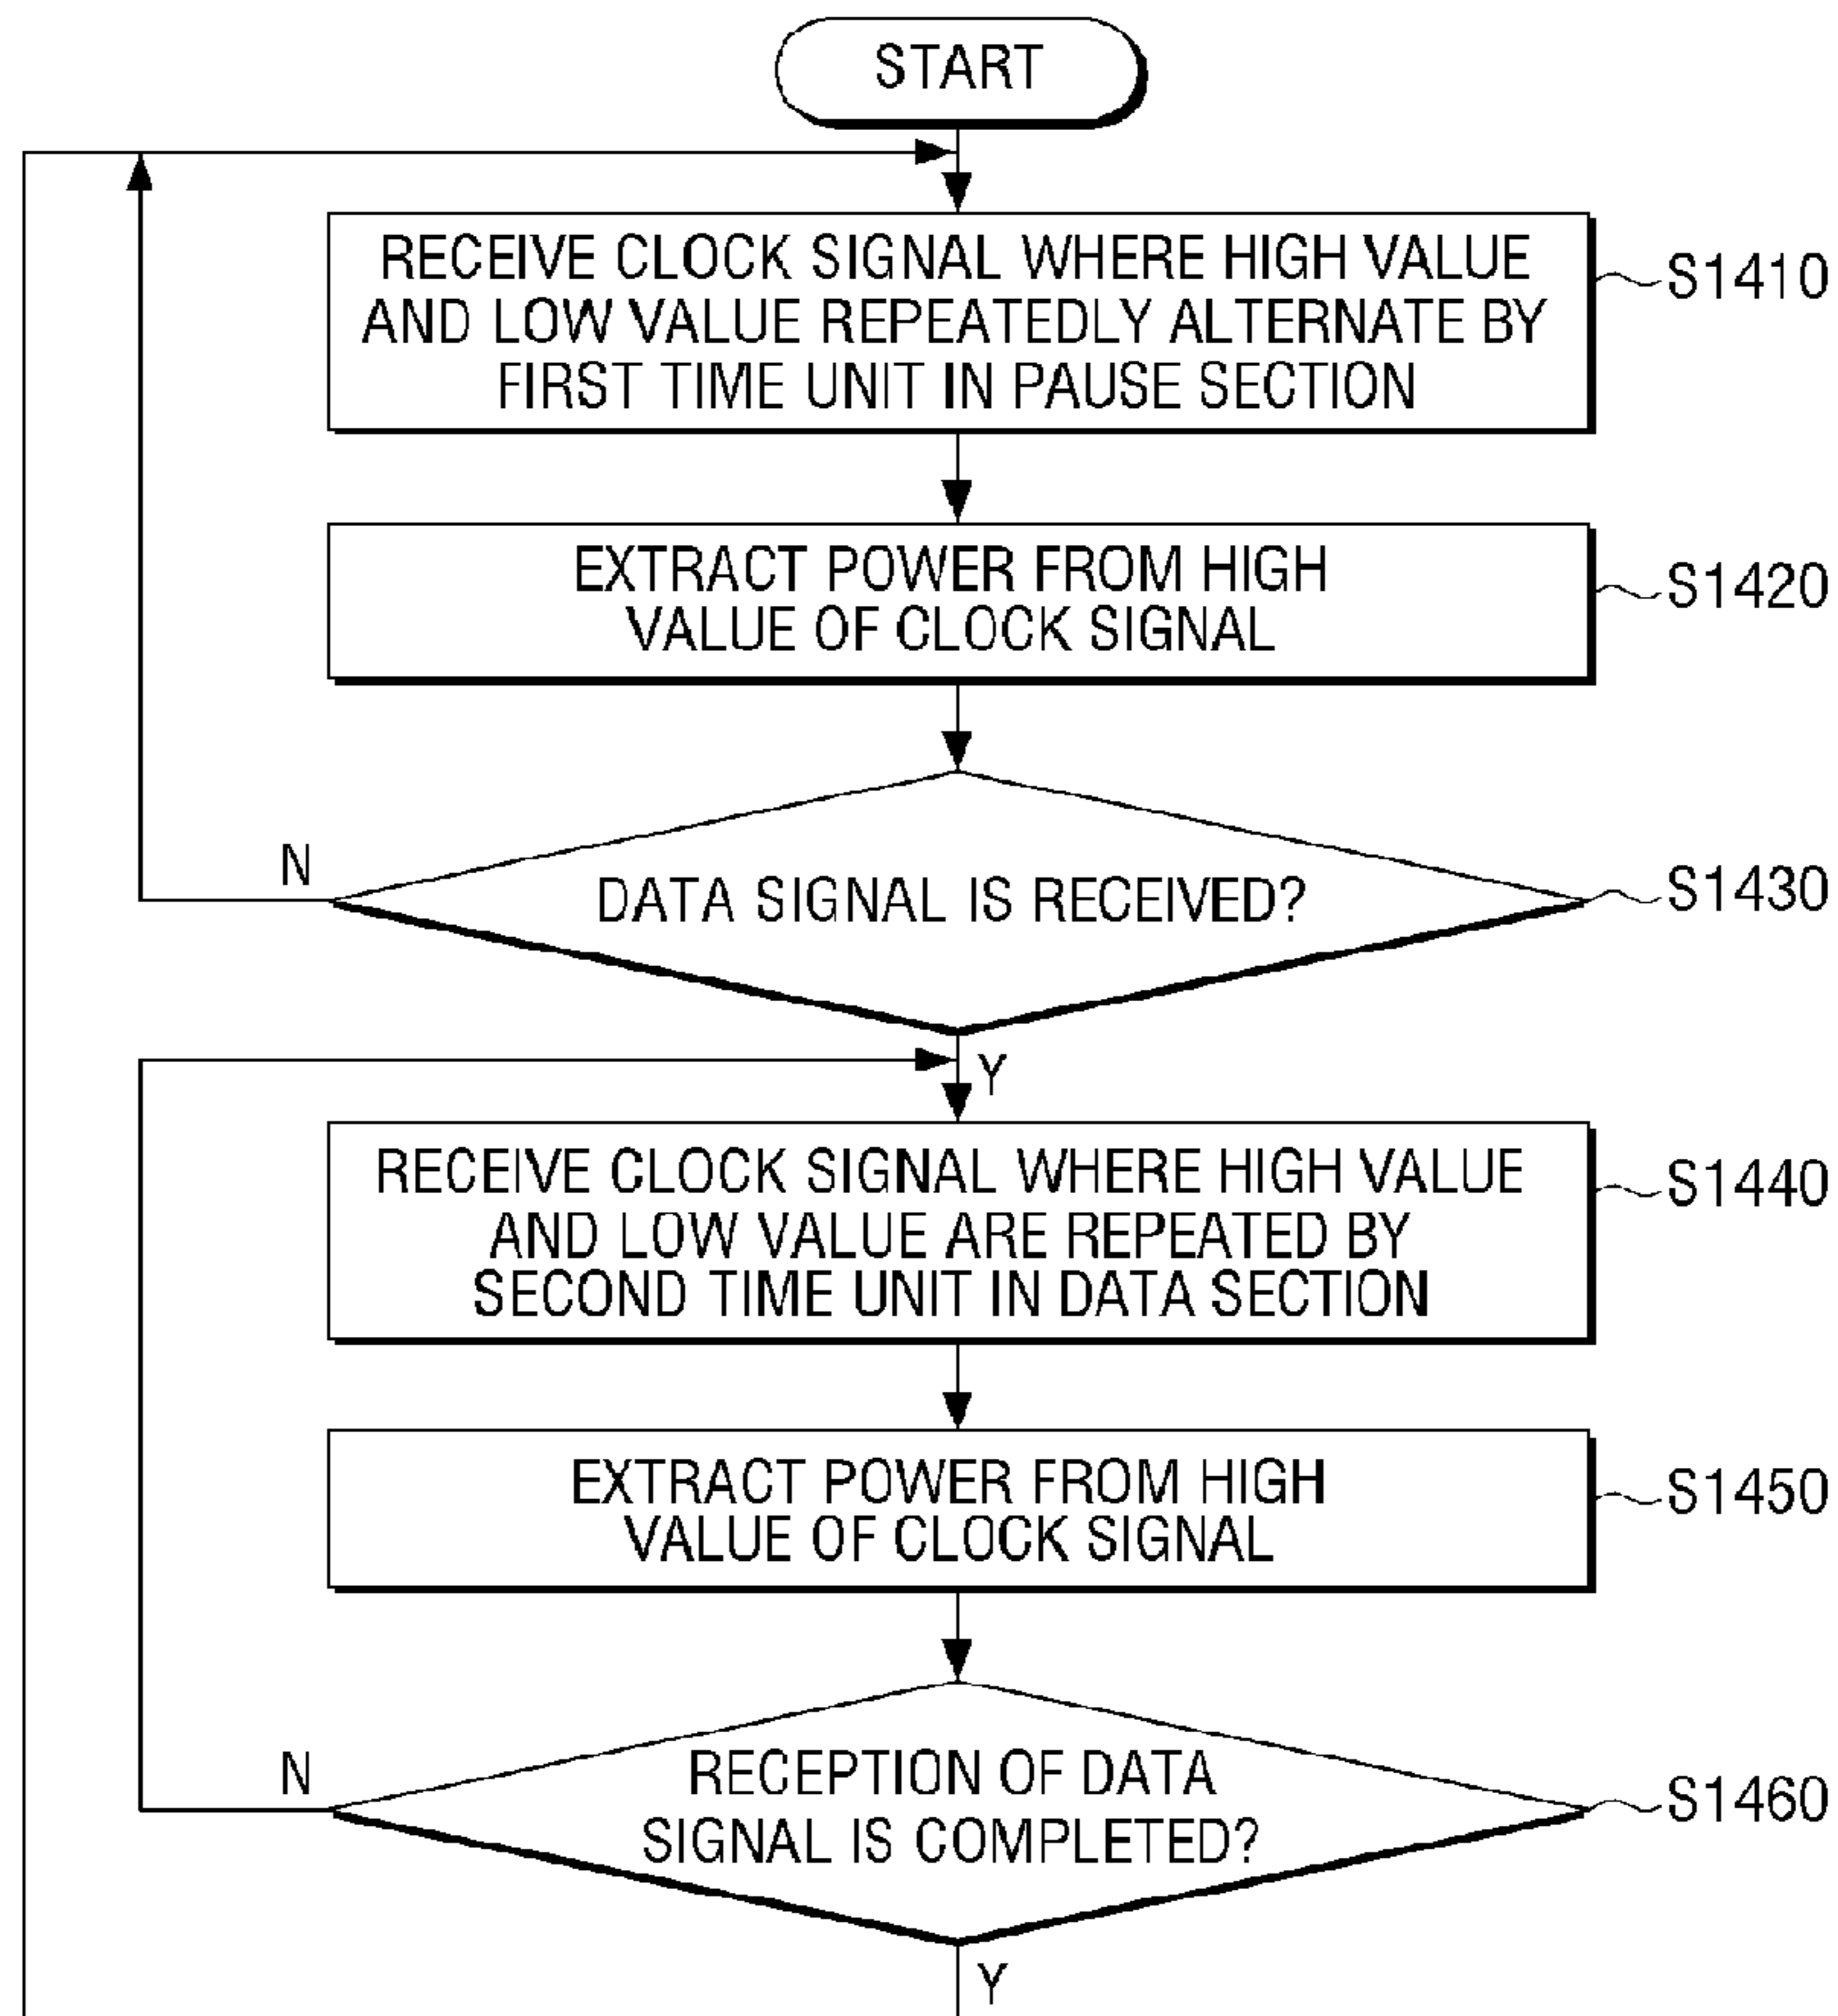 START
RECEIVE CLOCK SIGNAL WHERE HIGH VALUE
AND LOW VALUE REPEATEDLY ALTERNATE BY
FIRST TIME UNIT IN PAUSE SECTION
S1410
EXTRACT POWER FROM HIGH
VALUE OF CLOCK SIGNAL
S1420
N
DATA SIGNAL IS RECEIVED?
S1430
Y
RECEIVE CLOCK SIGNAL WHERE HIGH VALUE
AND LOW VALUE ARE REPEATED BY
SECOND TIME UNIT IN DATA SECTION
S1440
EXTRACT POWER FROM HIGH
VALUE OF CLOCK SIGNAL
S1450
N
RECEPTION OF DATA
SIGNAL IS COMPLETED?
S1460
Y